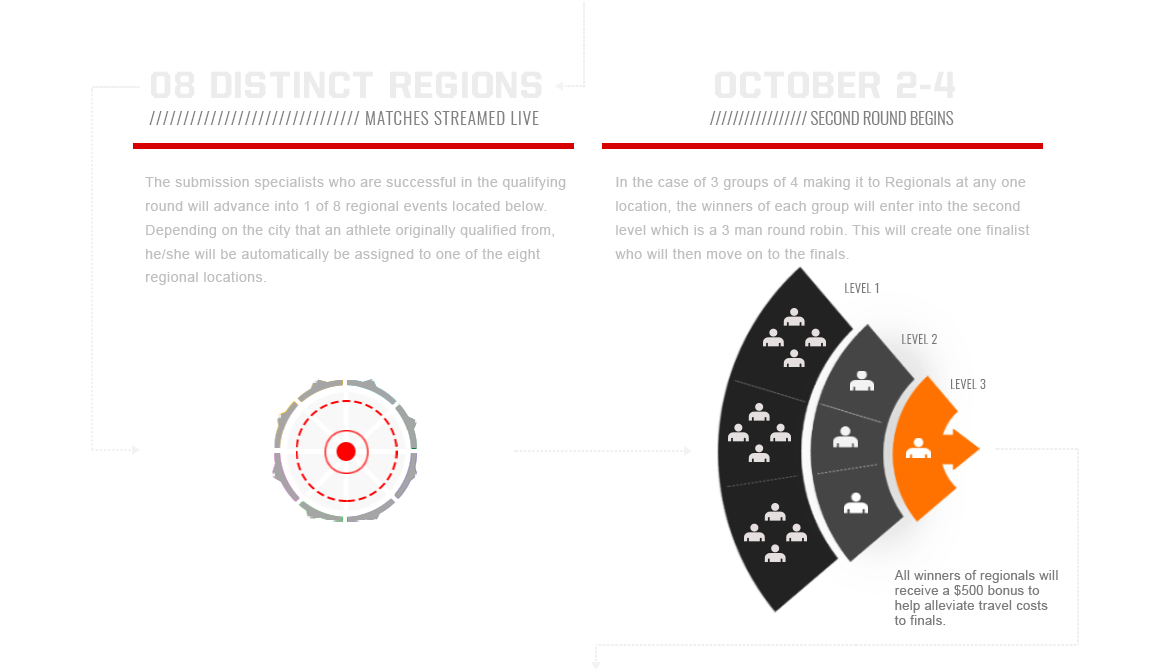 08 DISTINCT REGIONS
/////////////////////////////// MATCHES STREAMED LIVE
The submission specialists who are successful in the qualifying
round will advance into 1 of 8 regional events located below.
Depending on the city that an athlete originally qualified from,
he/she will be automatically be assigned to one of the eight
regional locations.
OCTOBER 2-4
///////////////// SECOND ROUND BEGINS
In the case of 3 groups of 4 making it to Regionals at any one
location, the winners of each group will enter into the second
level which is a 3 man round robin. This will create one finalist
who will then move on to the finals.
LEVEL 1
LEVEL 2
LEVEL 3
All winners of regionals will
receive a $500 bonus to
help alleviate travel costs
to finals.